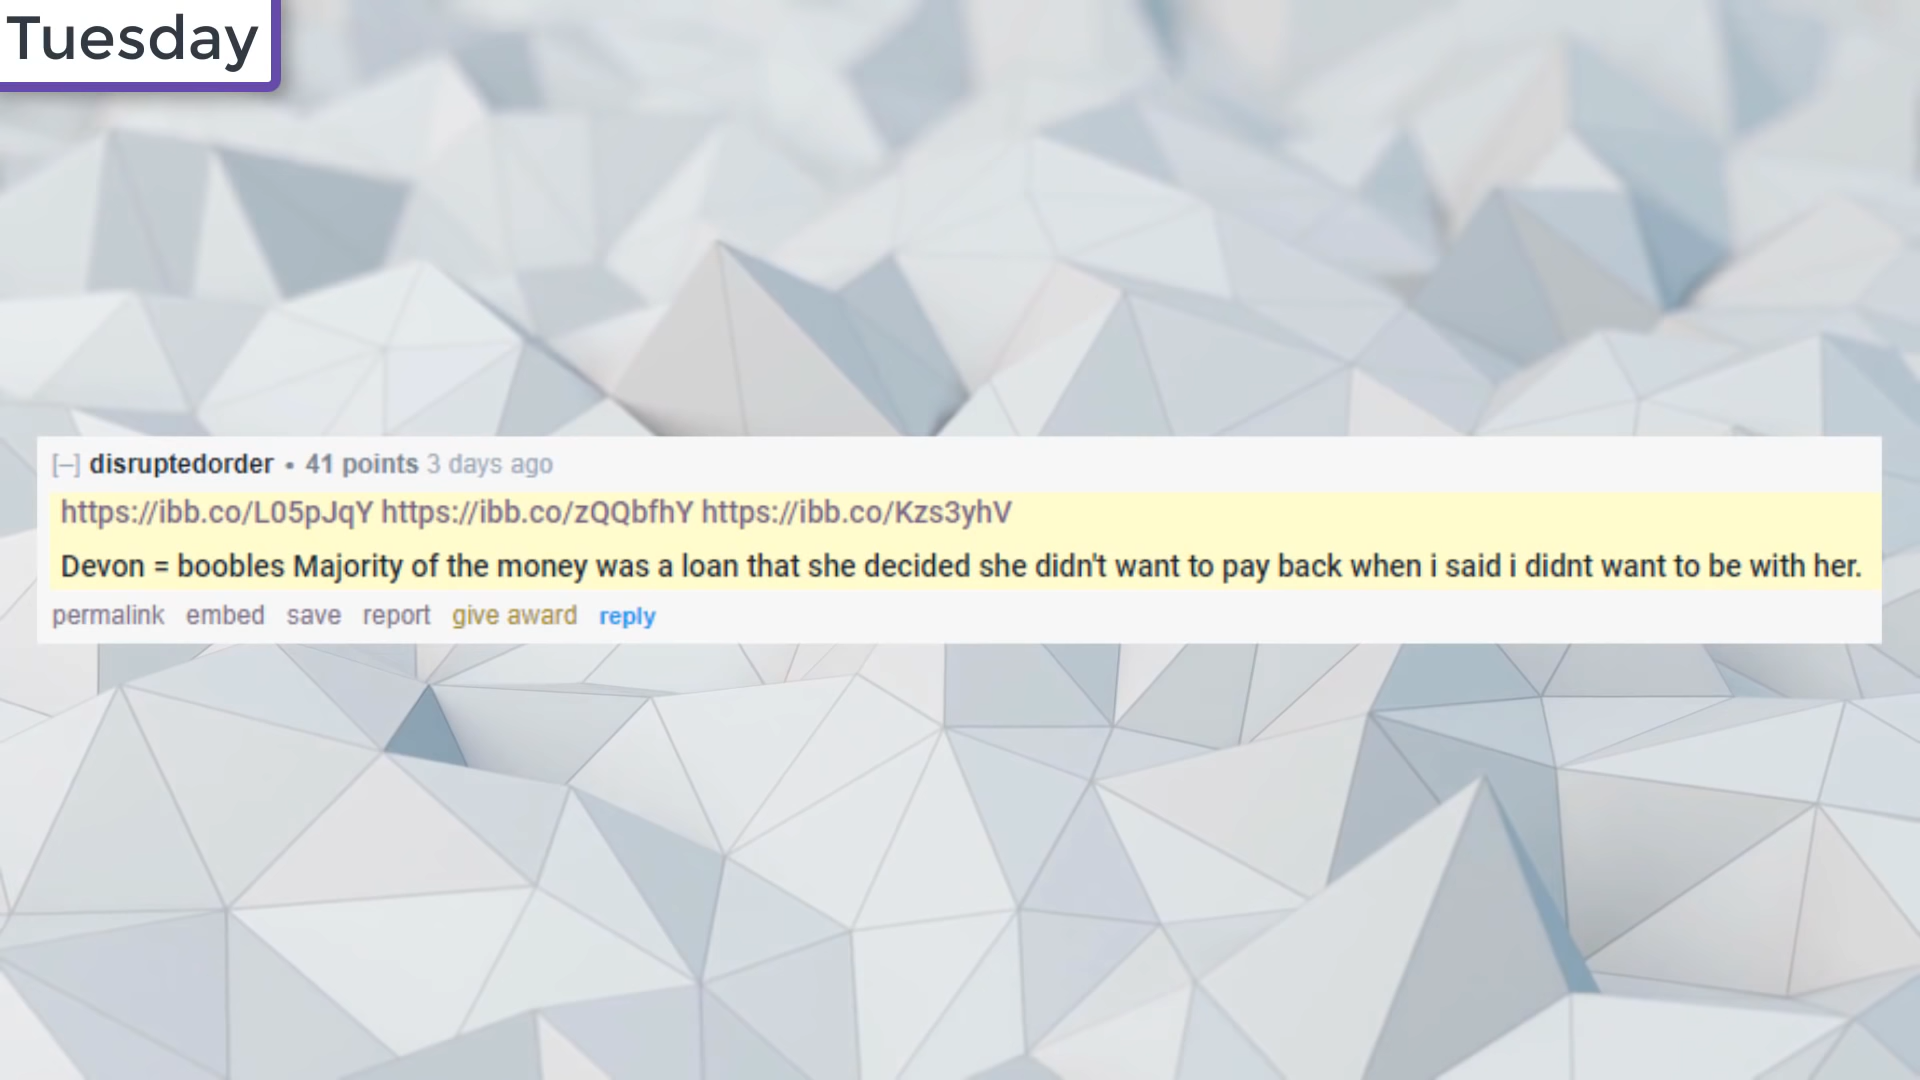 Tuesday
[–] disruptedorder • 41 points 3 days ago
https://ibb.co/L05pJqY https://ibb.co/zQQbfhY https://ibb.co/Kzs3yhV
Devon = boobles Majority of the money was a loan that she decided she didn't want to pay back when i said i didnt want to be with her.
permalink embed save report give award reply